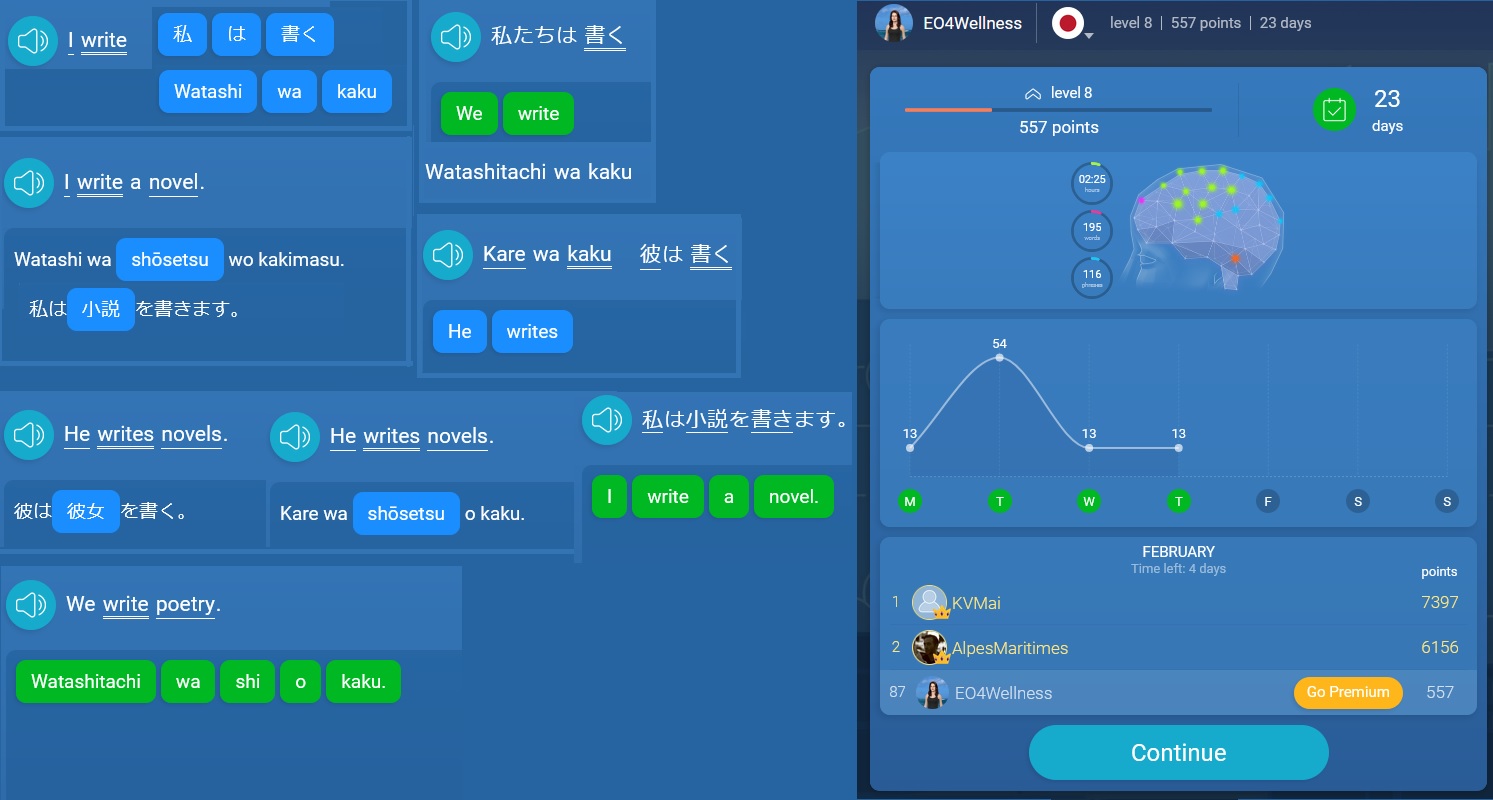 I write
私 は 書く
Watashi wa kaku
I write a novel.
Watashi wa shōsetsu wo kakimasu.
私は 小説 を書きます。
私たちは 書く
We write
Watashitachi wa kaku
Kare wa kaku 彼は 書く
He writes
He writes novels.
彼は 彼女 を書く。
He writes novels.
Kare wa shōsetsu o kaku.
私は小説を書きます。
I write a novel.
We write poetry.
Watashitachi wa shi o kaku.
EO4Wellness level 8 | 557 points | 23 days
level 8
557 points
23
days
02:25
hours
195
words
116
phrases
54
13 13 13
M T W T F S S
FEBRUARY
Time left: 4 days
points
1 KVMai 7397
2 AlpesMaritimes 6156
87 EO4Wellness Go Premium 557
Continue